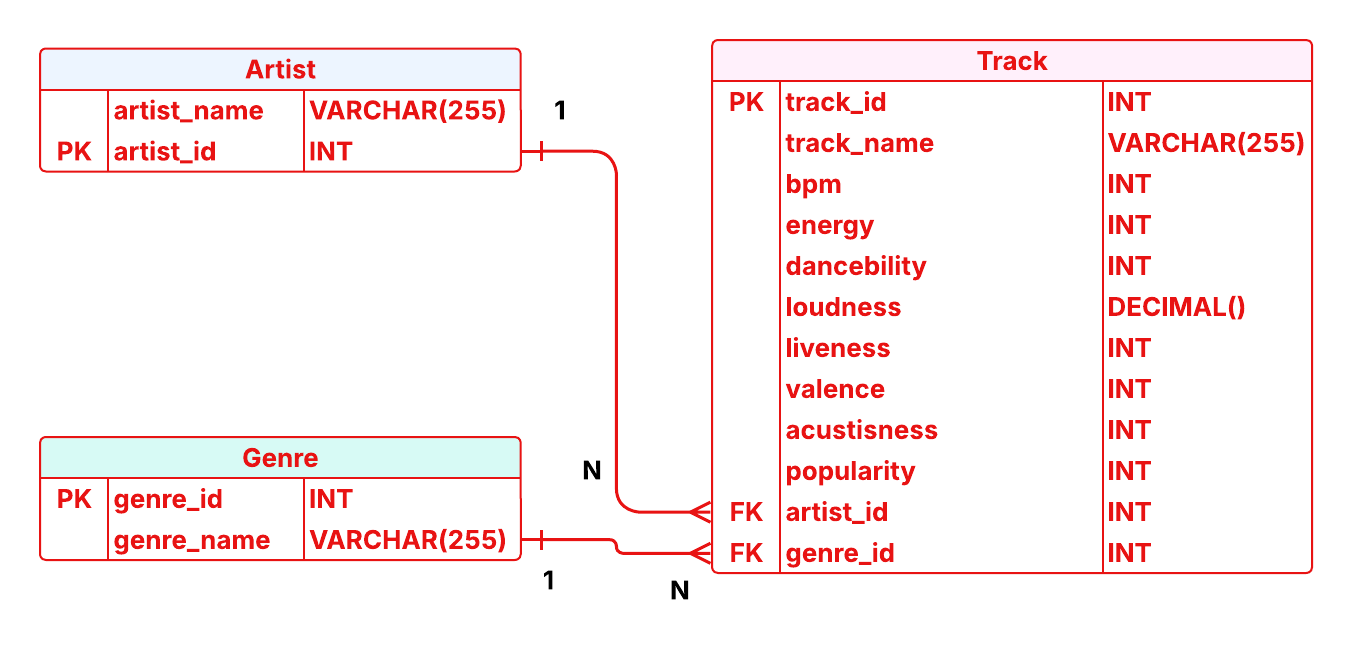 Artist
artist_name VARCHAR(255)
PK artist_id INT
1
Genre
PK genre_id INT
genre_name VARCHAR(255)
1
N
N
Track
PK track_id INT
track_name VARCHAR(255)
bpm INT
energy INT
dancebility INT
loudness DECIMAL()
liveness INT
valence INT
acustisness INT
popularity INT
FK artist_id INT
FK genre_id INT